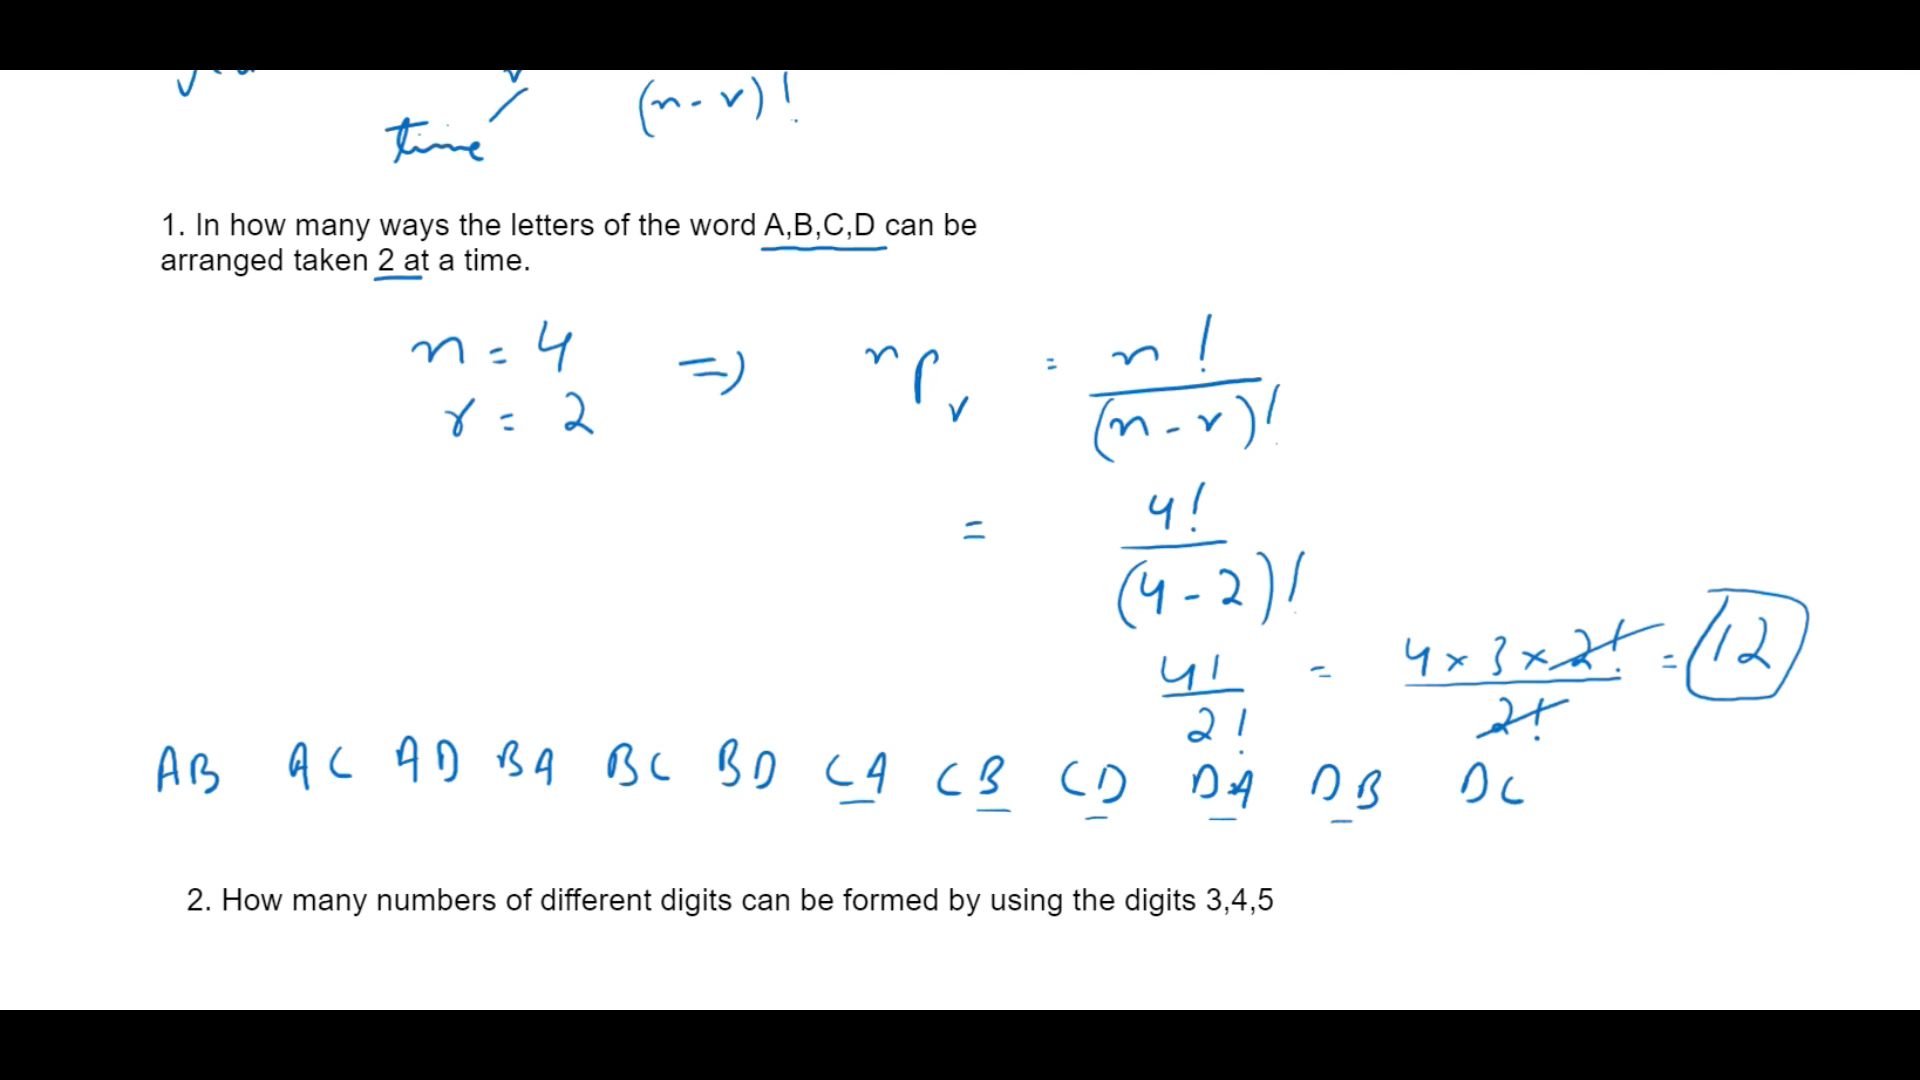 (n-r)!
time
1. In how many ways the letters of the word A,B,C,D can be
arranged taken 2 at a time.
n = 4 => nPr = n!/(n-r)!
r = 2
= 4!/(4-2)!
4!/2! = 4×3×2!/2! = 12
AB AC AD BA BC BD CA CB CD DA DB DC
2. How many numbers of different digits can be formed by using the digits 3,4,5